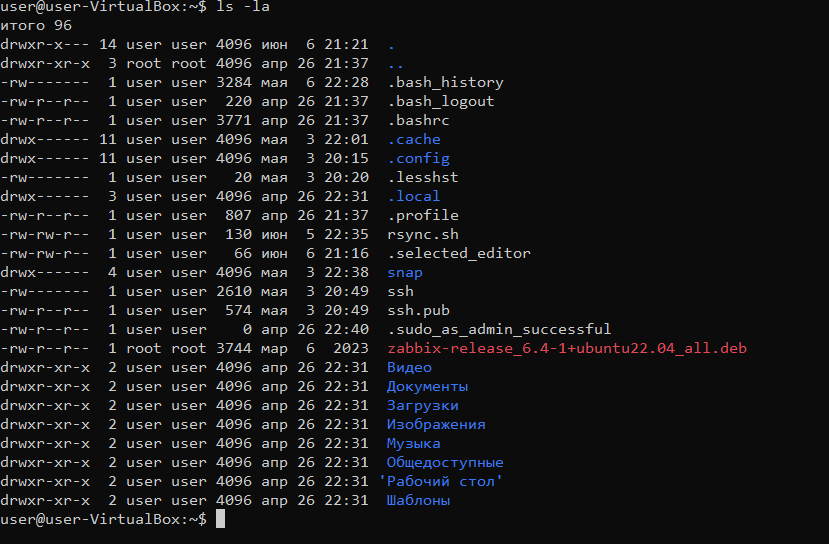 user@user-VirtualBox:~$ ls -la
итого 96
drwxr-x--- 14 user user 4096 июн  6 21:21  .
drwxr-xr-x  3 root root 4096 апр 26 21:37  ..
-rw-------  1 user user 3284 мая  6 22:28  .bash_history
-rw-r--r--  1 user user  220 апр 26 21:37  .bash_logout
-rw-r--r--  1 user user 3771 апр 26 21:37  .bashrc
drwx------ 11 user user 4096 мая  3 22:01  .cache
drwx------ 11 user user 4096 мая  3 20:15  .config
-rw-------  1 user user   20 мая  3 20:20  .lesshst
drwx------  3 user user 4096 апр 26 22:31  .local
-rw-r--r--  1 user user  807 апр 26 21:37  .profile
-rw-rw-r--  1 user user  130 июн  5 22:35  rsync.sh
-rw-rw-r--  1 user user   66 июн  6 21:16  .selected_editor
drwx------  4 user user 4096 мая  3 22:38  snap
-rw-------  1 user user 2610 мая  3 20:49  ssh
-rw-r--r--  1 user user  574 мая  3 20:49  ssh.pub
-rw-r--r--  1 user user    0 апр 26 22:40  .sudo_as_admin_successful
-rw-r--r--  1 root root 3744 мар  6  2023  zabbix-release_6.4-1+ubuntu22.04_all.deb
drwxr-xr-x  2 user user 4096 апр 26 22:31  Видео
drwxr-xr-x  2 user user 4096 апр 26 22:31  Документы
drwxr-xr-x  2 user user 4096 апр 26 22:31  Загрузки
drwxr-xr-x  2 user user 4096 апр 26 22:31  Изображения
drwxr-xr-x  2 user user 4096 апр 26 22:31  Музыка
drwxr-xr-x  2 user user 4096 апр 26 22:31  Общедоступные
drwxr-xr-x  2 user user 4096 апр 26 22:31 'Рабочий стол'
drwxr-xr-x  2 user user 4096 апр 26 22:31  Шаблоны
user@user-VirtualBox:~$